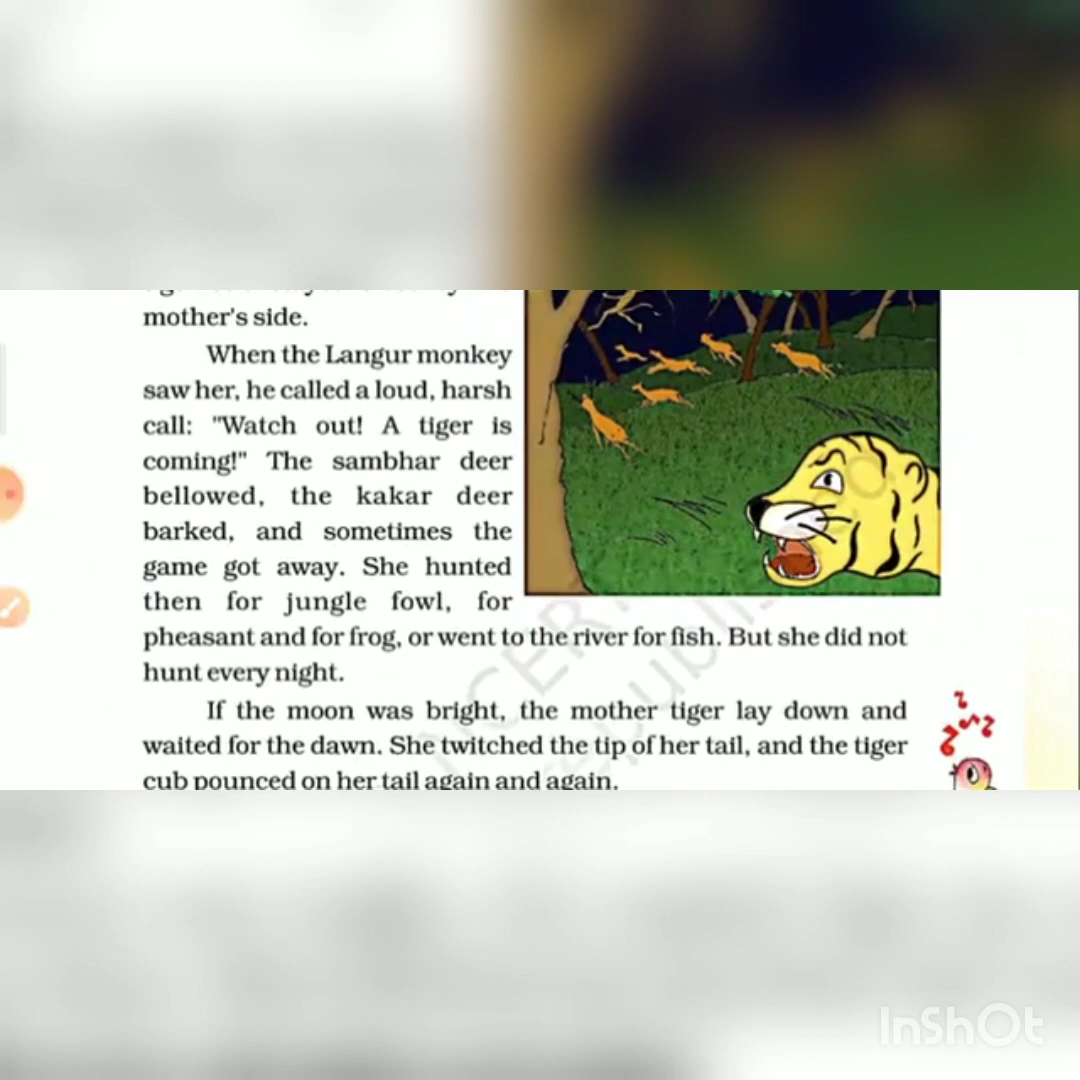 mother's side.
When the Langur monkey
saw her, he called a loud, harsh
call: "Watch out! A tiger is
coming!" The sambhar deer
bellowed, the kakar deer
barked, and sometimes the
game got away. She hunted
then for jungle fowl, for
pheasant and for frog, or went to the river for fish. But she did not
hunt every night.
If the moon was bright, the mother tiger lay down and
waited for the dawn. She twitched the tip of her tail, and the tiger
cub pounced on her tail again and again.
InShOt